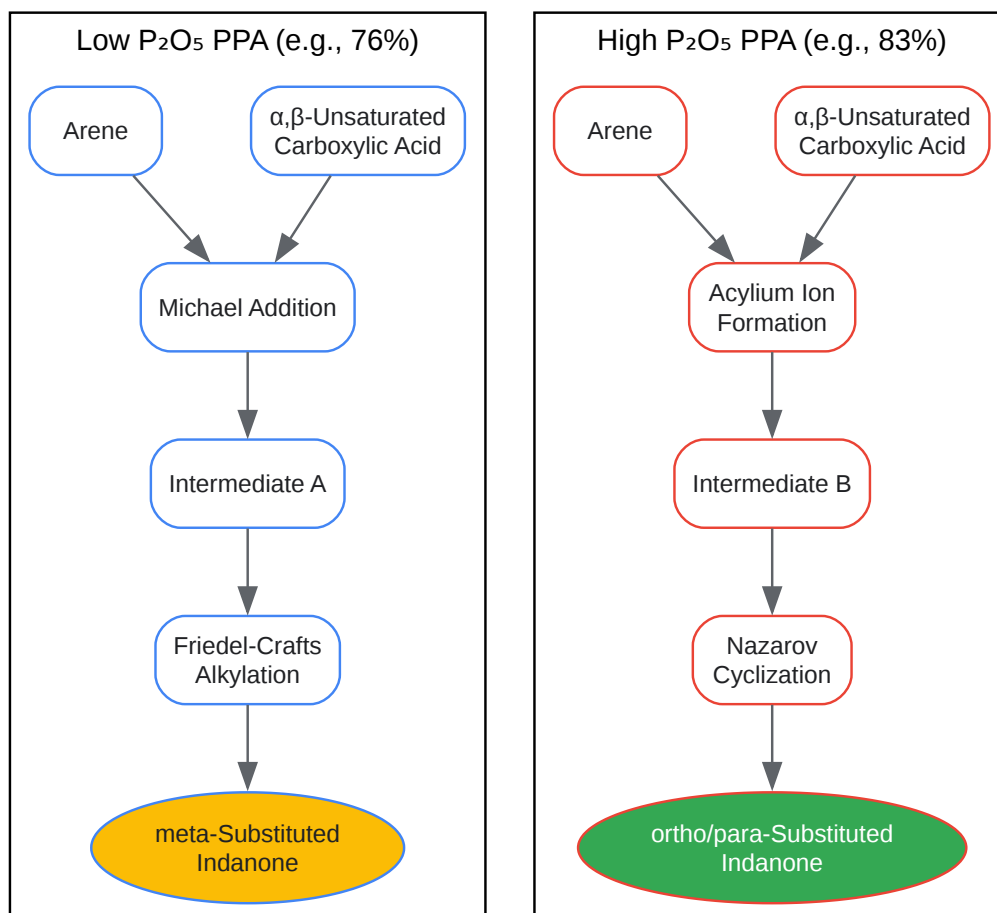 Low P₂O₅ PPA (e.g., 76%)
Arene
α,β-Unsaturated
Carboxylic Acid
Michael Addition
Intermediate A
Friedel-Crafts
Alkylation
meta-Substituted
Indanone
High P₂O₅ PPA (e.g., 83%)
Arene
α,β-Unsaturated
Carboxylic Acid
Acylium Ion
Formation
Intermediate B
Nazarov
Cyclization
ortho/para-Substituted
Indanone